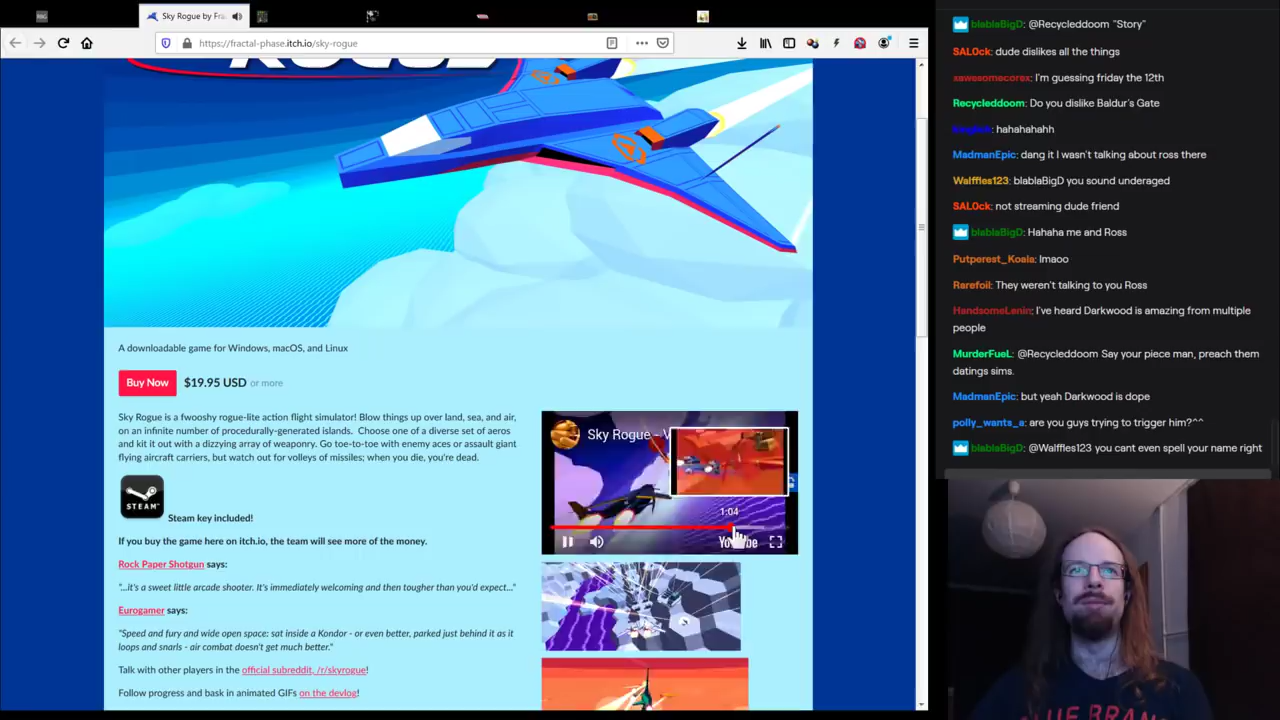 Sky Rogue by Fra
https://fractal-phase.itch.io/sky-rogue
A downloadable game for Windows, macOS, and Linux
Buy Now $19.95 USD or more
Sky Rogue is a fwooshy rogue-lite action flight simulator! Blow things up over land, sea, and air,
on an infinite number of procedurally-generated islands. Choose one of a diverse set of aeros
and kit it out with a dizzying array of weaponry. Go toe-to-toe with enemy aces or assault giant
flying aircraft carriers, but watch out for volleys of missiles; when you die, you're dead.
STEAM
Steam key included!
If you buy the game here on itch.io, the team will see more of the money.
Rock Paper Shotgun says:
"...it's a sweet little arcade shooter. It's immediately welcoming and then tougher than you'd expect..."
Eurogamer says:
"Speed and fury and wide open space: sat inside a Kondor - or even better, parked just behind it as it
loops and snarls - air combat doesn't get much better."
Talk with other players in the official subreddit, /r/skyrogue!
Follow progress and bask in animated GIFs on the devlog!
Sky Rogue - V
1:04
YouTube
blablaBigD: @Recycleddoom "Story"
SAL0ck: dude dislikes all the things
xawesomacorex: I'm guessing friday the 12th
Recycleddoom: Do you dislike Baldur's Gate
hahahahahh
MadmanEpic: dang it I wasn't talking about ross there
Walffles123: blablaBigD you sound underaged
SAL0ck: not streaming dude friend
blablaBigD: Hahaha me and Ross
Putperest_Koala: lmaoo
Rarefoil: They weren't talking to you Ross
HandsomeLenin: I've heard Darkwood is amazing from multiple
people
MurderFueL: @Recycleddoom Say your piece man, preach them
datings sims.
MadmanEpic: but yeah Darkwood is dope
polly_wants_a: are you guys trying to trigger him?^^
blablaBigD: @Walffles123 you cant even spell your name right